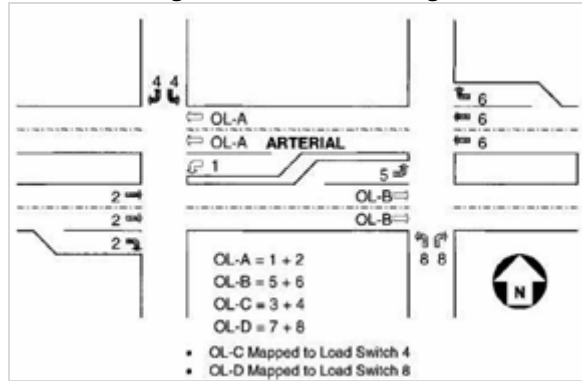 4 4
OL-A
6
6
OL-A ARTERIAL
6
1
5
2
OL-B
2
OL-B
2
8 8
OL-A = 1 + 2
OL-B = 5 + 6
OL-C = 3 + 4
OL-D = 7 + 8
N
• OL-C Mapped to Load Switch 4
• OL-D Mapped to Load Switch 8